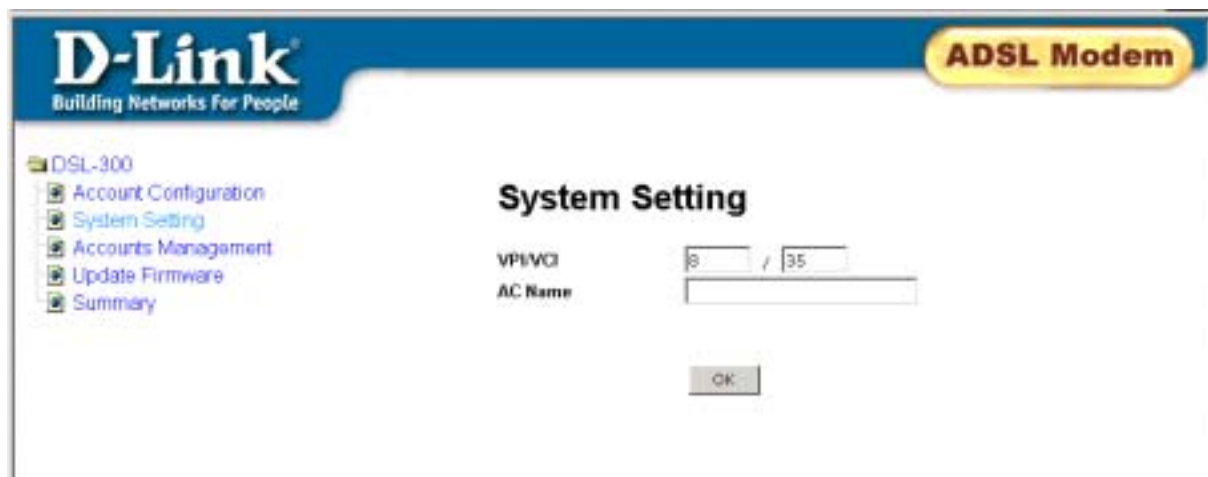 D-Link
Building Networks For People
ADSL Modem
DSL-300
Account Configuration
System Setting
Accounts Management
Update Firmware
Summary
System Setting
VPI/VCI 8 / 35
AC Name
OK